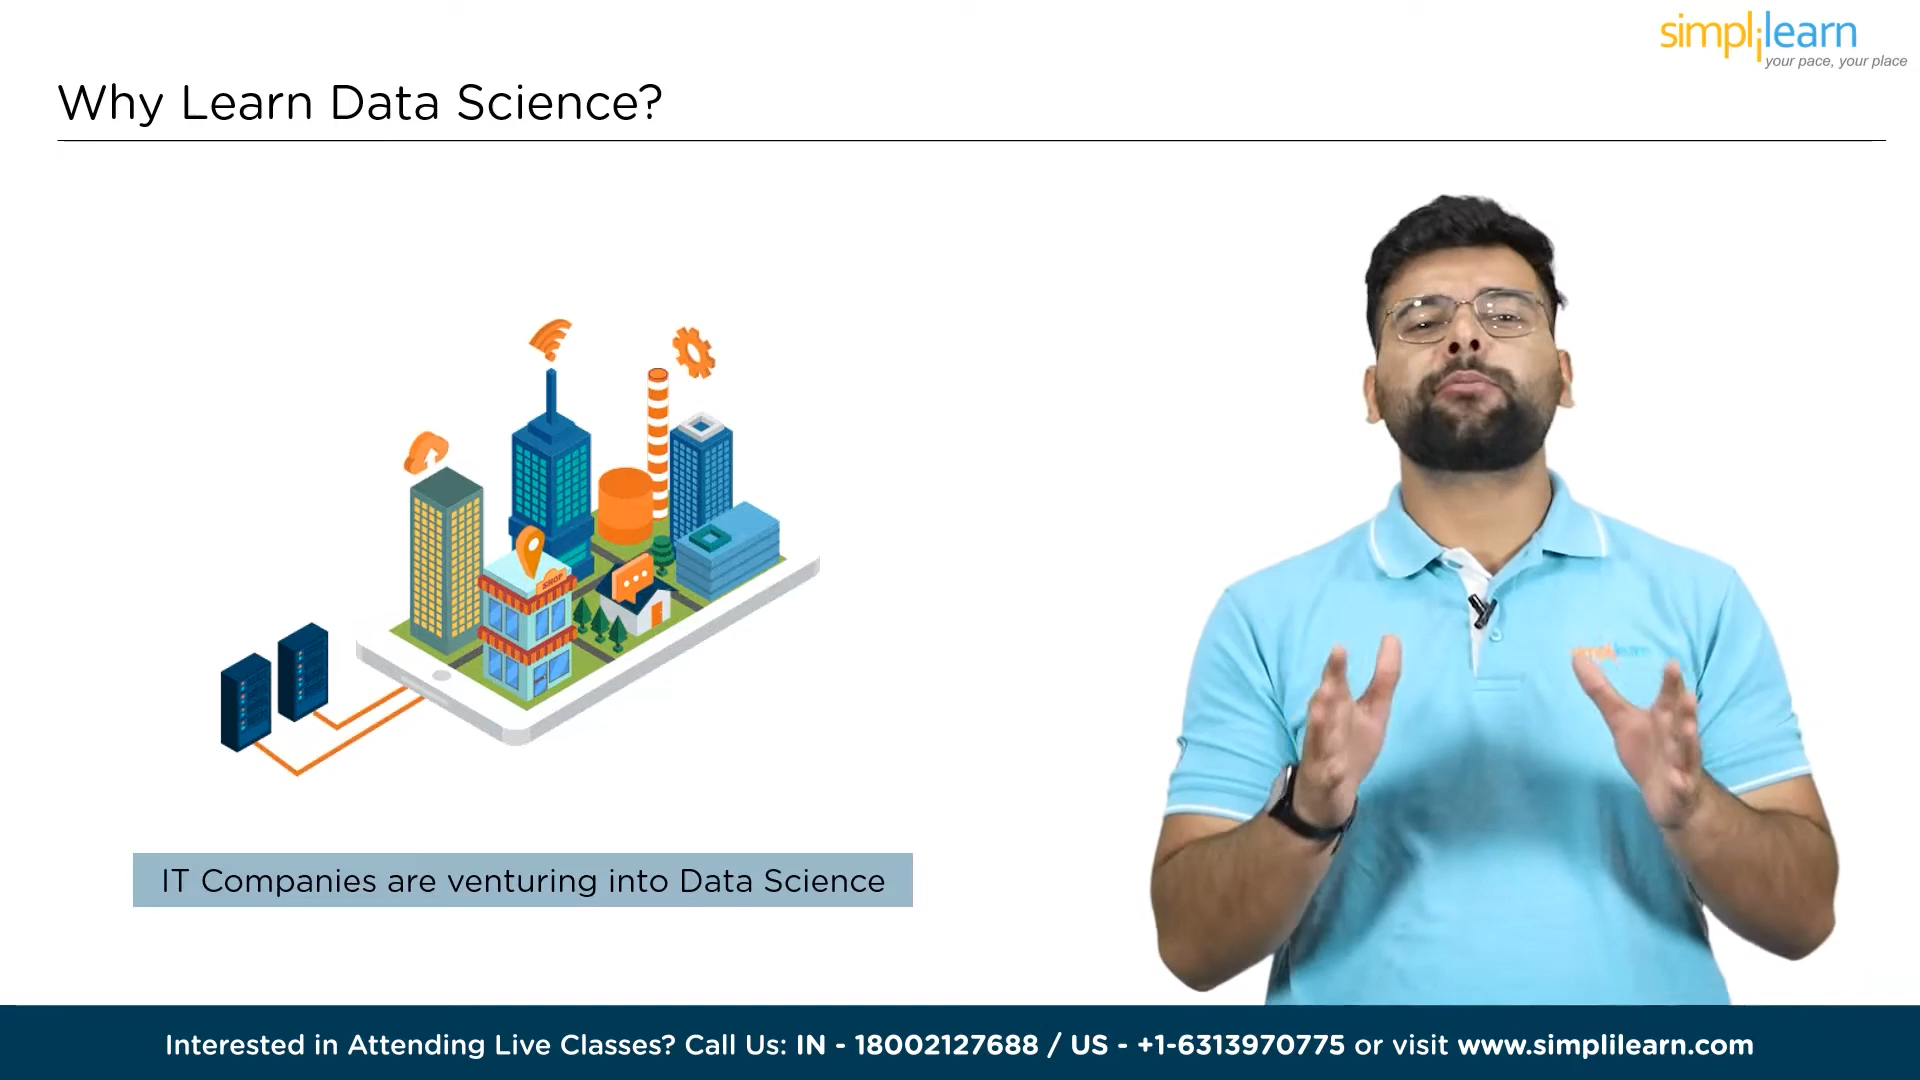 simplilearn
your pace, your place
Why Learn Data Science?
SHOP
simplilearn
IT Companies are venturing into Data Science
Interested in Attending Live Classes? Call Us: IN - 18002127688 / US - +1-6313970775 or visit www.simplilearn.com